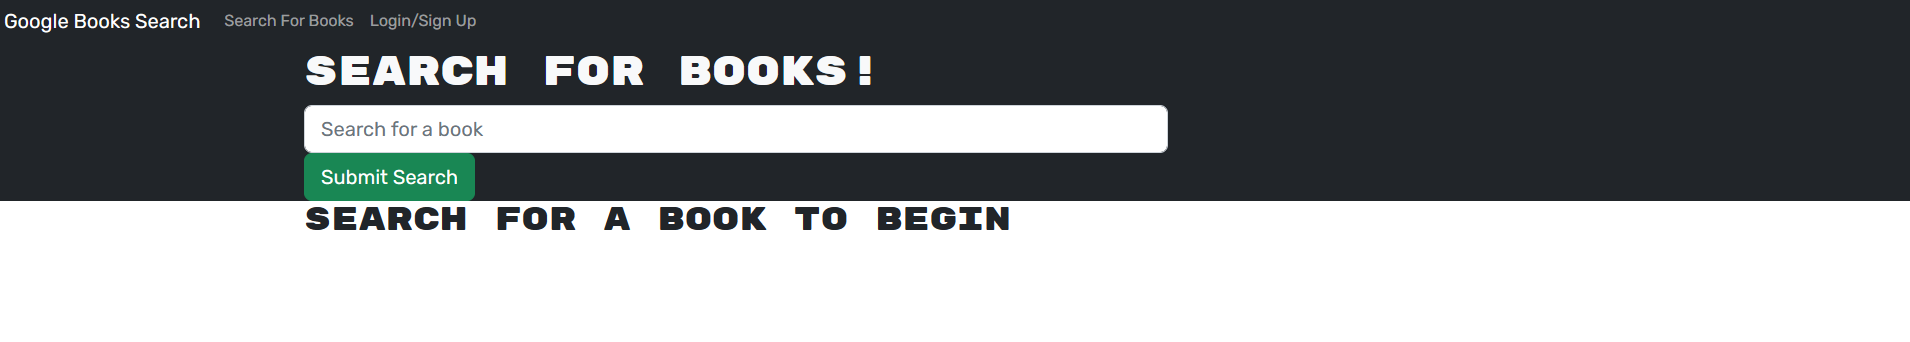 Google Books Search Search For Books Login/Sign Up
SEARCH FOR BOOKS!
Search for a book
Submit Search
SEARCH FOR A BOOK TO BEGIN